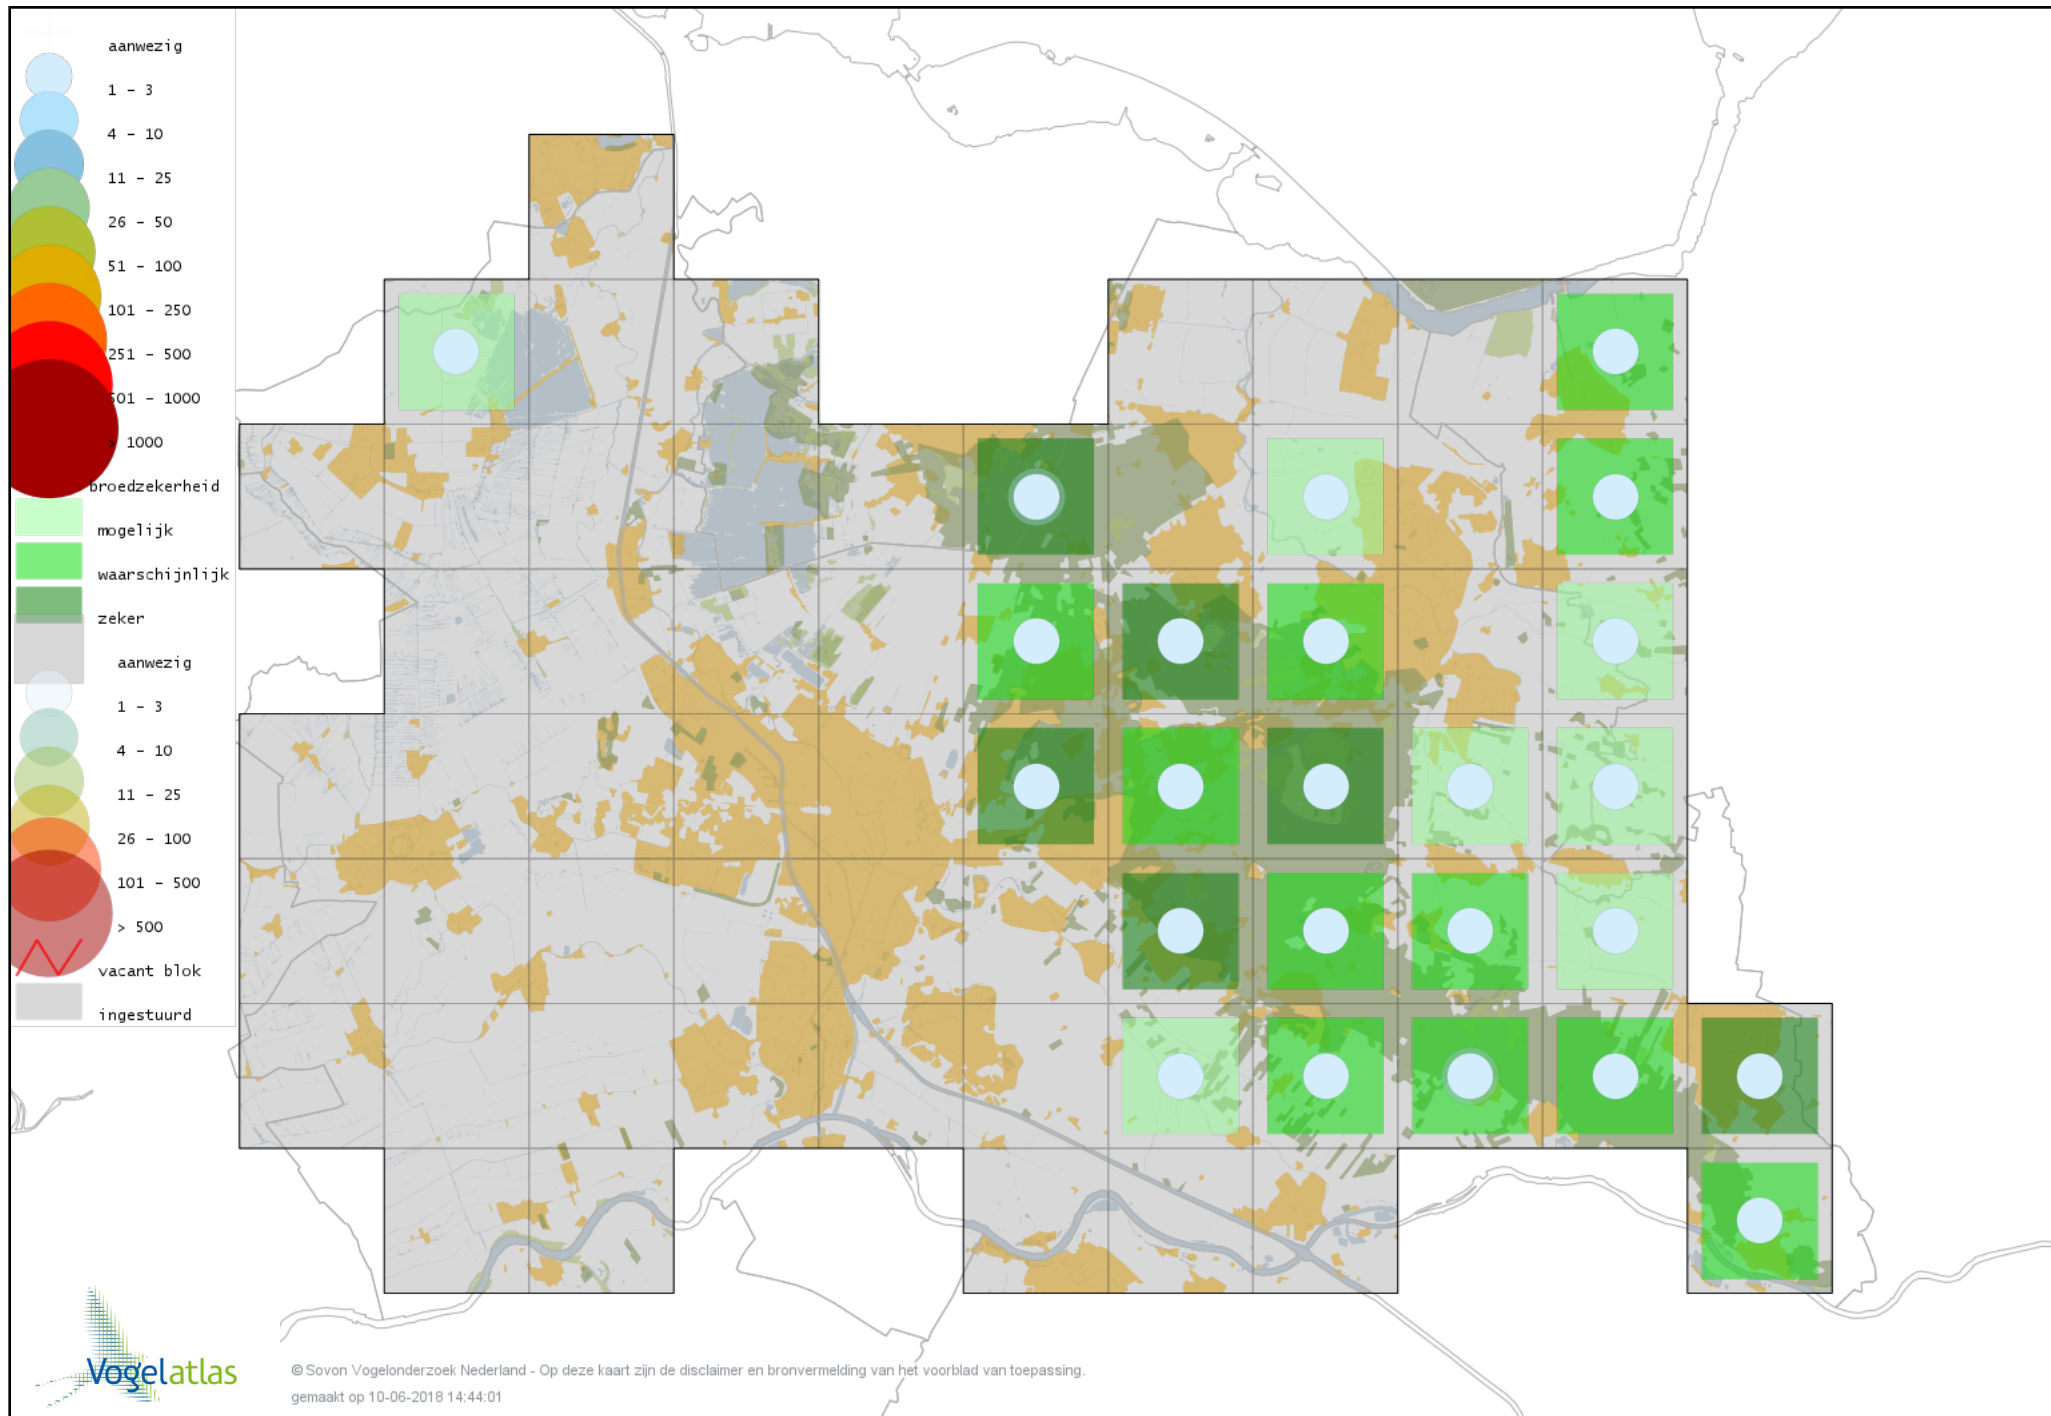 aanwezig
1 - 3
4 - 10
11 - 25
26 - 50
51 - 100
101 - 250
251 - 500
501 - 1000
> 1000
broedzekerheid
mogelijk
waarschijnlijk
zeker
aanwezig
1 - 3
4 - 10
11 - 25
26 - 100
101 - 500
> 500
vacant blok
ingestuurd
Vogelatlas
© Sovon Vogelonderzoek Nederland - Op deze kaart zijn de disclaimer en bronvermelding van het voorblad van toepassing.
gemaakt op 10-06-2018 14:44:01